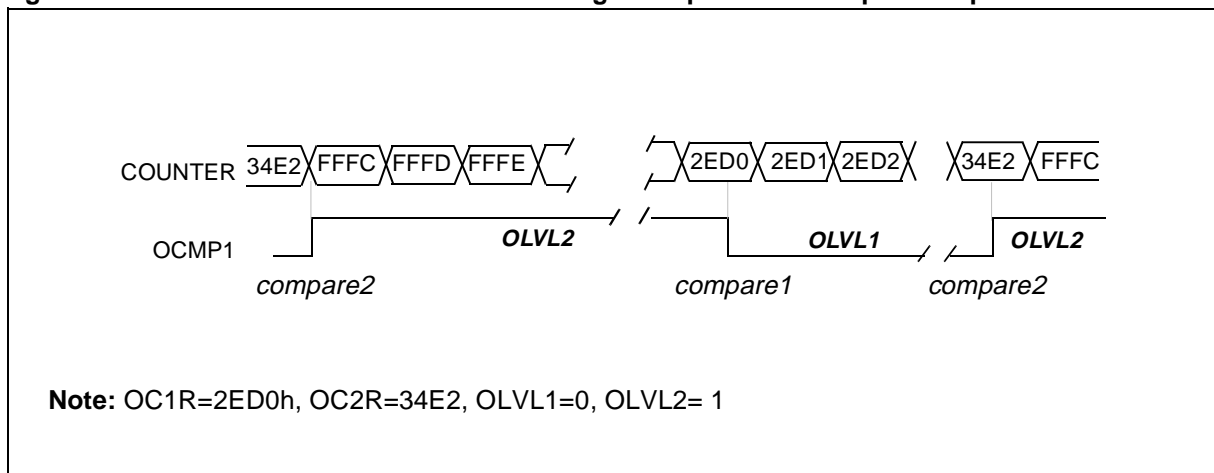 COUNTER 34E2 FFFC FFFD FFFE 2ED0 2ED1 2ED2 34E2 FFFC
OCMP1 OLVL2 OLVL1 OLVL2
compare2 compare1 compare2
Note: OC1R=2ED0h, OC2R=34E2, OLVL1=0, OLVL2= 1